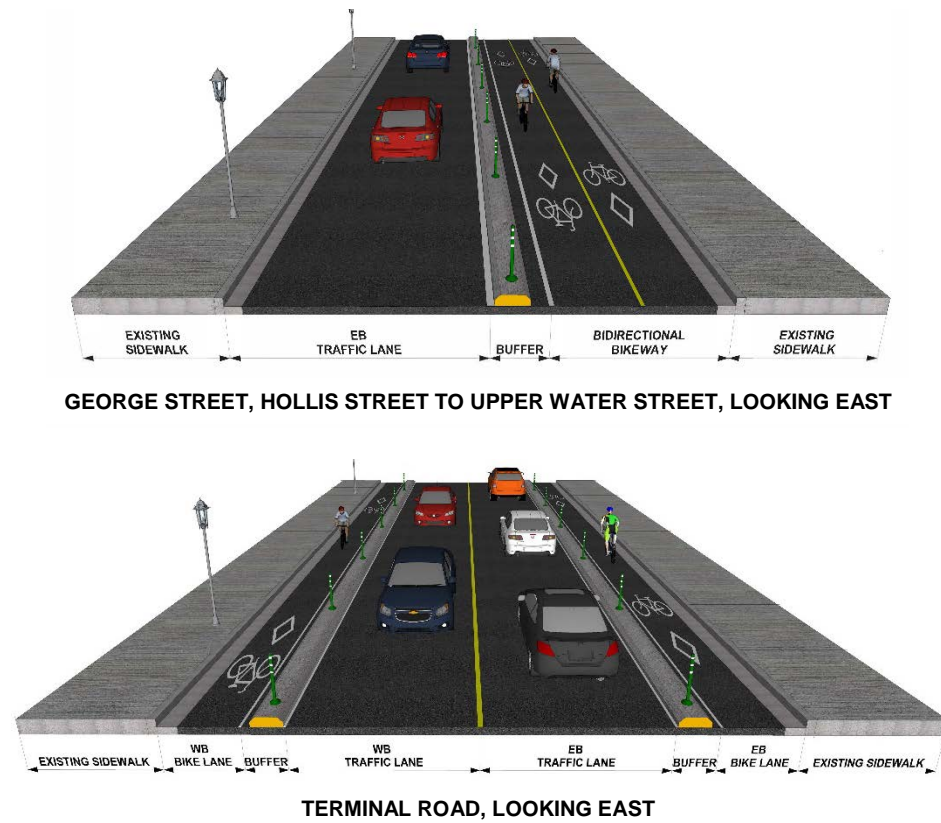 EXISTING
SIDEWALK
EB
TRAFFIC LANE
BUFFER
BIDIRECTIONAL
BIKEWAY
EXISTING
SIDEWALK
GEORGE STREET, HOLLIS STREET TO UPPER WATER STREET, LOOKING EAST
EXISTING SIDEWALK
WB
BIKE LANE
BUFFER
WB
TRAFFIC LANE
EB
TRAFFIC LANE
BUFFER
EB
BIKE LANE
EXISTING SIDEWALK
TERMINAL ROAD, LOOKING EAST